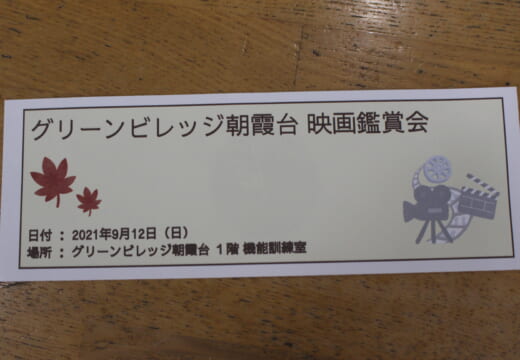 グリーンビレッジ朝霞台 映画鑑賞会
日付 : 2021年9月12日（日）
場所 : グリーンビレッジ朝霞台 1階 機能訓練室